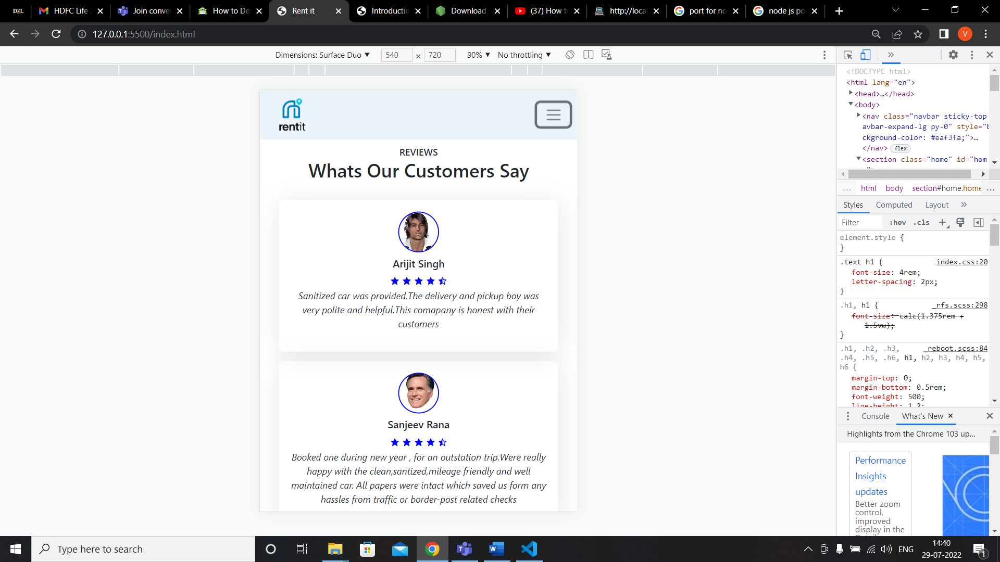 D2L
HDFC Life
Join conve
How to De
Rent it
Introductio
Download
(37) How t
http://local
port for no
node js po
127.0.0.1:5500/index.html
V
Dimensions: Surface Duo
540
×
720
90%
No throttling
<!DOCTYPE html>
<html lang="en">
<head>…</head>
<body>
<nav class="navbar sticky-top
avbar-expand-lg py-0" style="b
ckground-color: #eaf3fa;">…
</nav> flex
<section class="home" id="hom
rentit
REVIEWS
Whats Our Customers Say
Arijit Singh
Sanitized car was provided.The delivery and pickup boy was
very polite and helpful.This comapany is honest with their
customers
Sanjeev Rana
Booked one during new year , for an outstation trip.Were really
happy with the clean,santized,mileage friendly and well
maintained car. All papers were intact which saved us form any
hassles from traffic or border-post related checks
... html body section#home.home ...
Styles Computed Layout
Filter :hov .cls
element.style {
}
.text h1 { index.css:20
font-size: 4rem;
letter-spacing: 2px;
}
.h1, h1 { _rfs.scss:298
font-size: calc(1.375rem +
1.5vw);
}
.h1, .h2, .h3, _reboot.scss:84
.h4, .h5, .h6, h1, h2, h3, h4, h5,
h6 {
margin-top: 0;
margin-bottom: 0.5rem;
font-weight: 500;
line-height: 1.2;
Console What's New
Highlights from the Chrome 103 up...
Performance
Insights
updates
Better zoom
control,
improved
display in the
Type here to search
ENG
14:40
29-07-2022
1